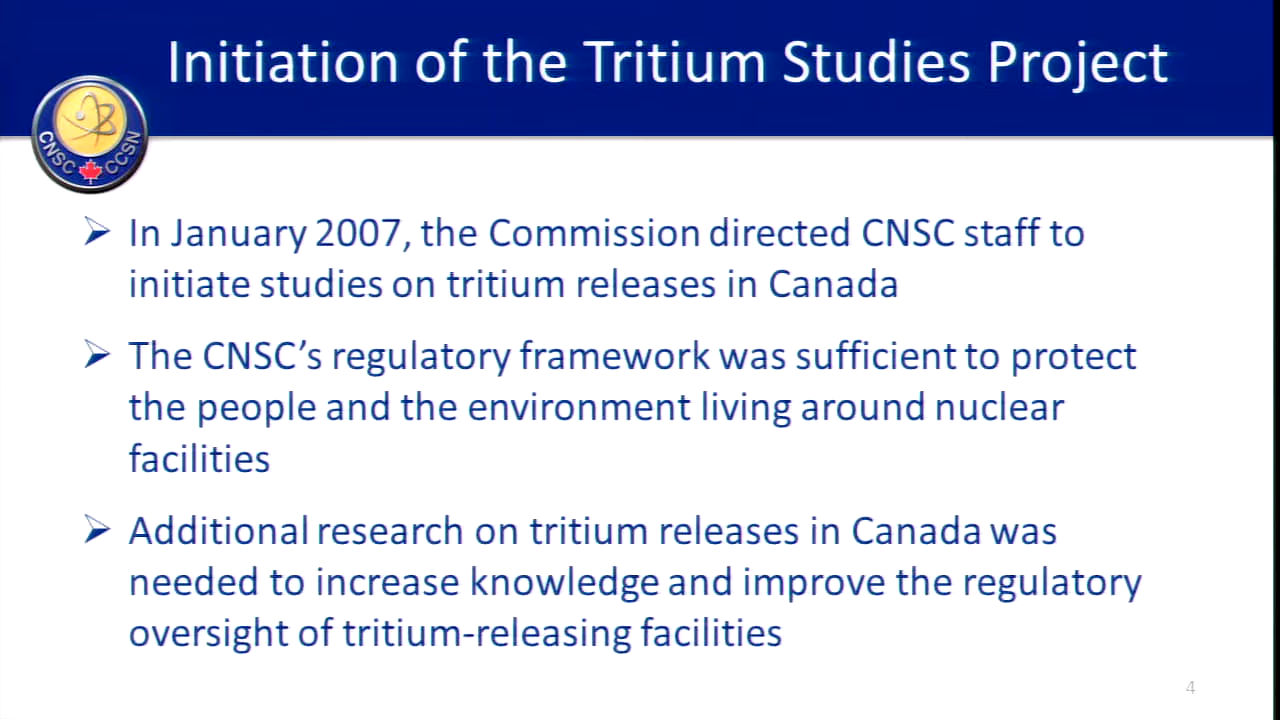 Initiation of the Tritium Studies Project
CNSC CCSN
➢ In January 2007, the Commission directed CNSC staff to
initiate studies on tritium releases in Canada
➢ The CNSC’s regulatory framework was sufficient to protect
the people and the environment living around nuclear
facilities
➢ Additional research on tritium releases in Canada was
needed to increase knowledge and improve the regulatory
oversight of tritium-releasing facilities
4